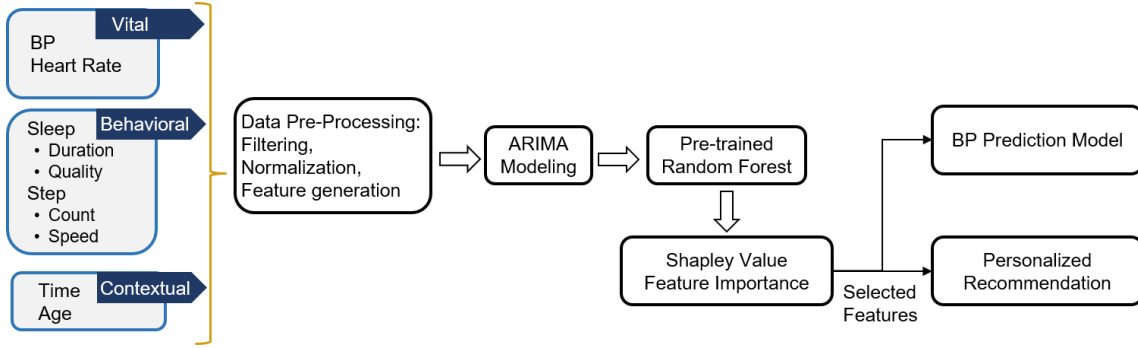 Vital
BP
Heart Rate
Behavioral
Sleep
• Duration
• Quality
Step
• Count
• Speed
Contextual
Time
Age
Data Pre-Processing:
Filtering,
Normalization,
Feature generation
ARIMA
Modeling
Pre-trained
Random Forest
Shapley Value
Feature Importance
Selected
Features
BP Prediction Model
Personalized
Recommendation